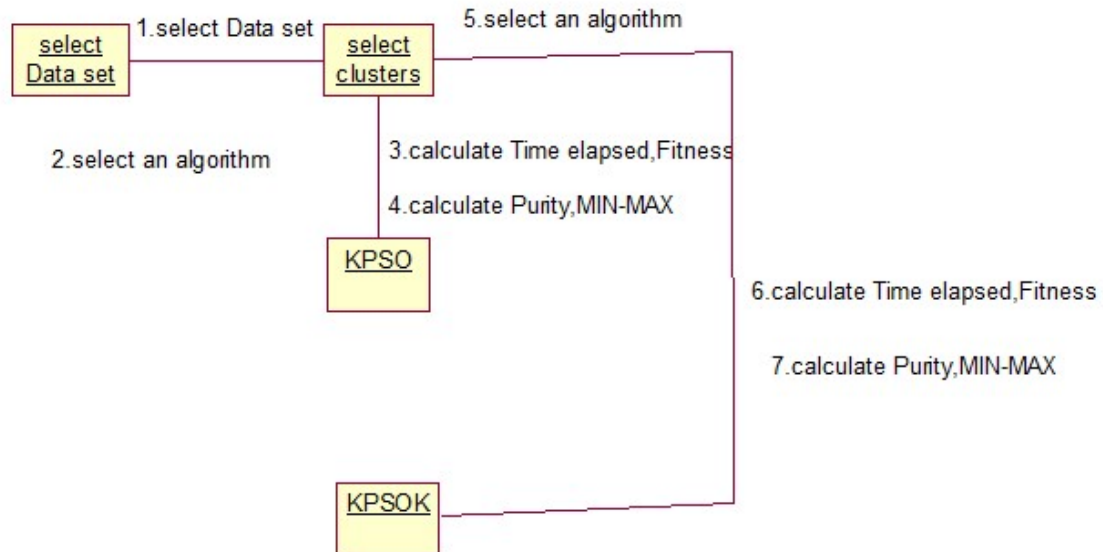 1.select Data set
5.select an algorithm
select
Data set
select
clusters
2.select an algorithm
3.calculate Time elapsed,Fitness
4.calculate Purity,MIN-MAX
KPSO
6.calculate Time elapsed,Fitness
7.calculate Purity,MIN-MAX
KPSOK